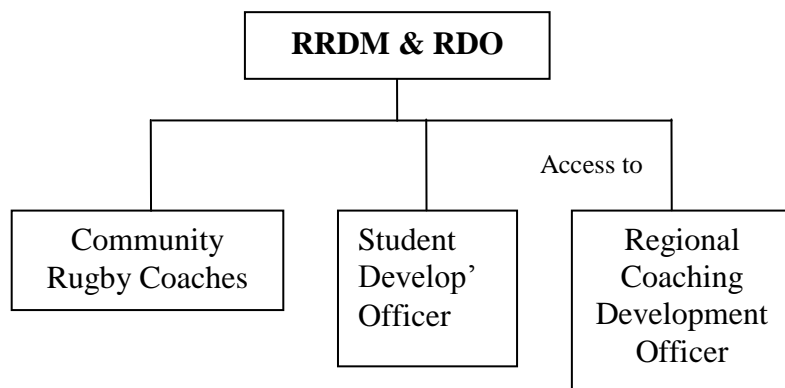 RRDM & RDO
Access to
Community
Rugby Coaches
Student
Develop’
Officer
Regional
Coaching
Development
Officer